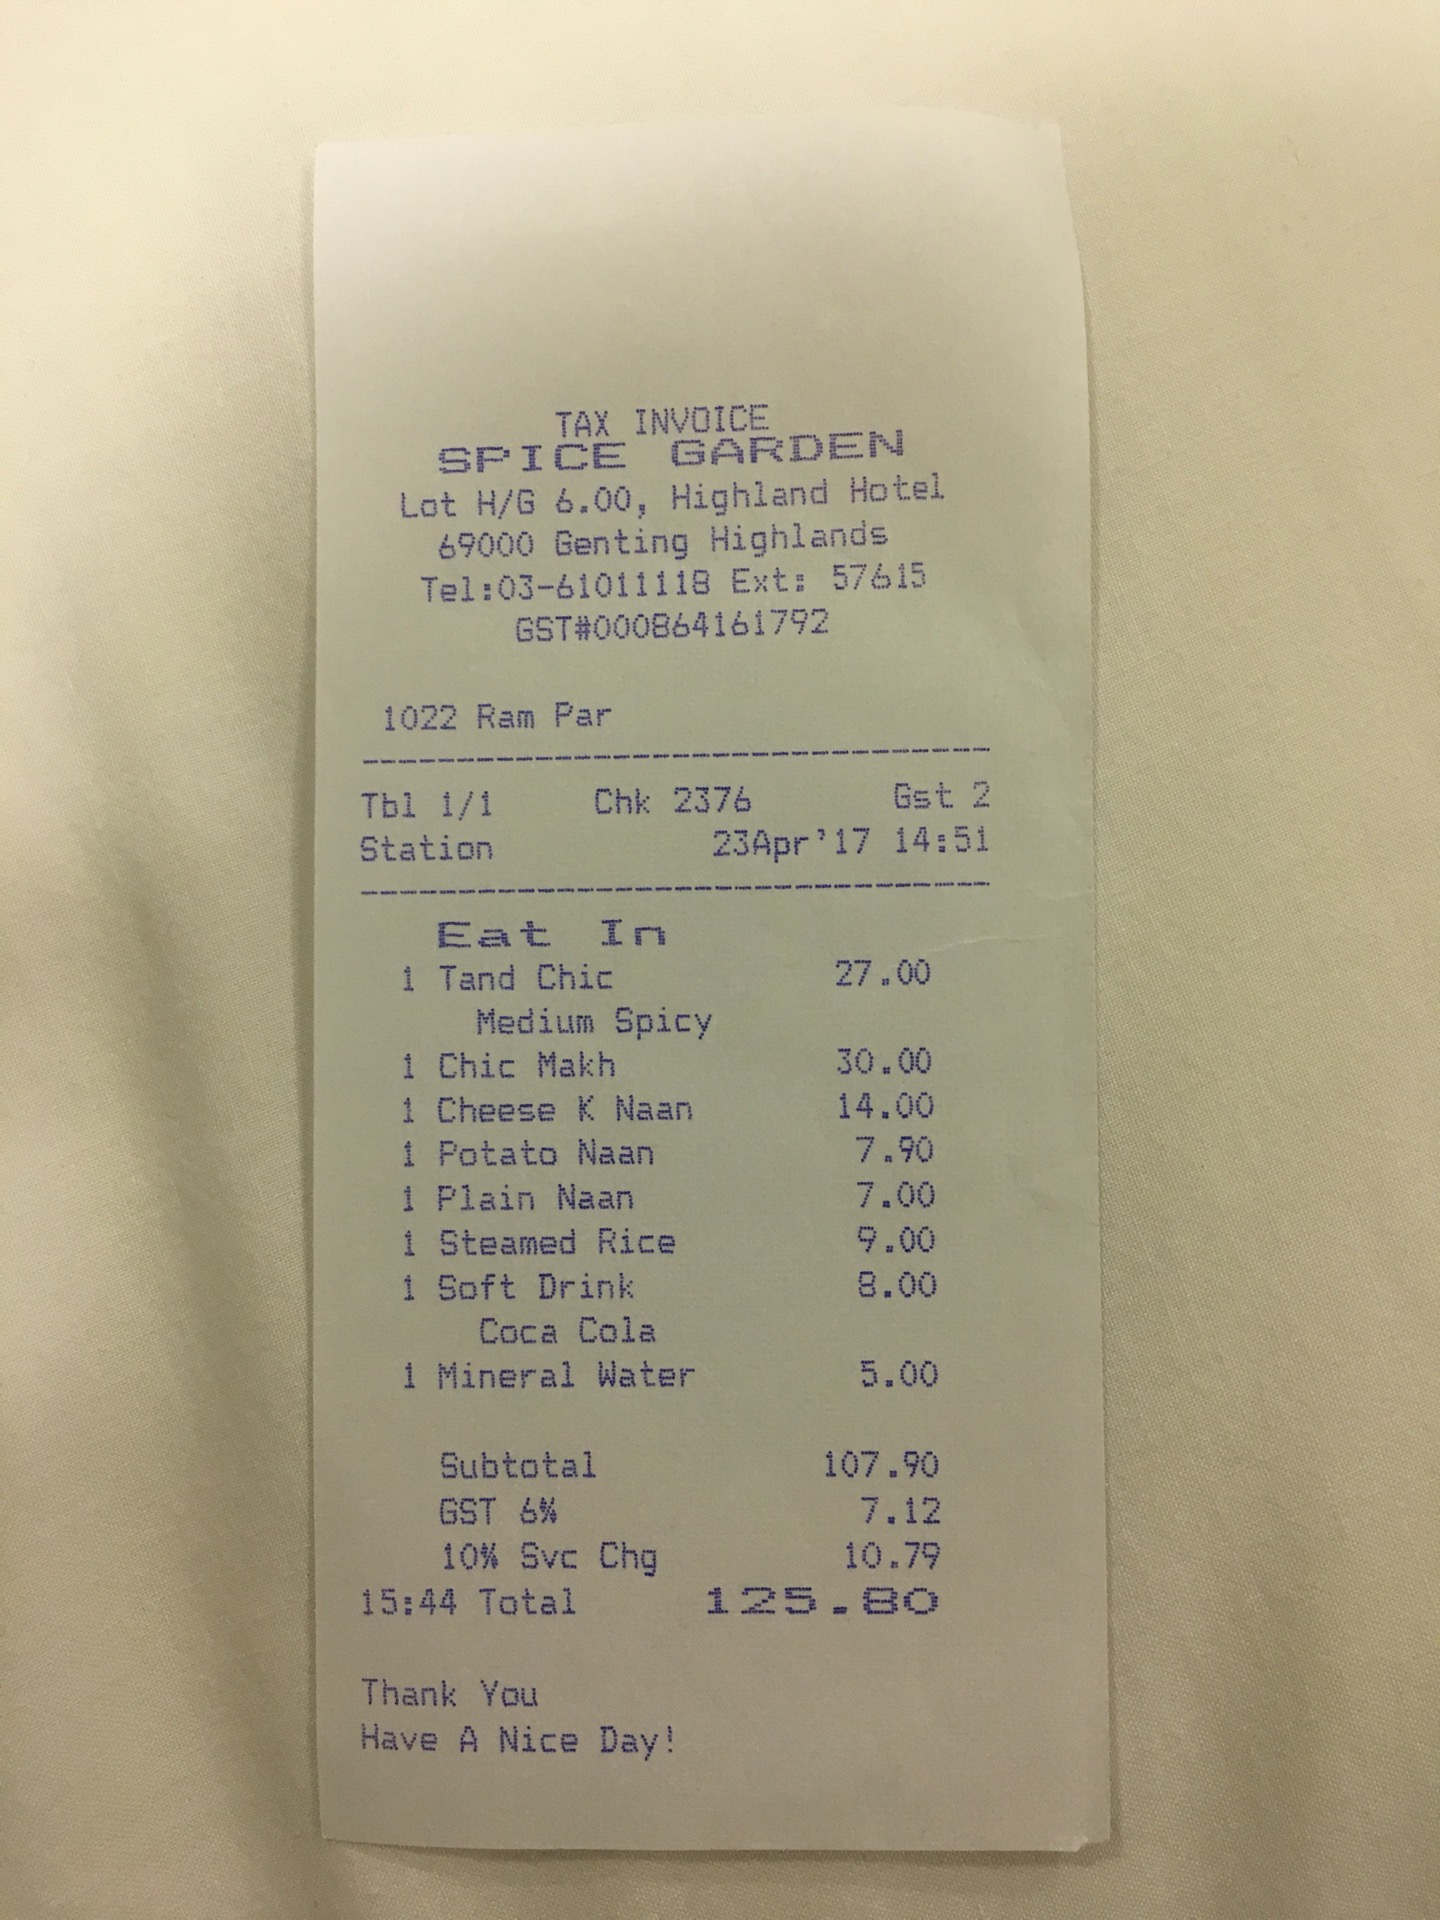 TAX INVOICE
SPICE GARDEN
Lot H/G 6.00, Highland Hotel
69000 Genting Highlands
Tel:03-61011118 Ext: 57615
GST#000864161792
1022 Ram Par
Tbl 1/1 Chk 2376 Gst 2
Station 23Apr'17 14:51
Eat In
1 Tand Chic 27.00
Medium Spicy
1 Chic Makh 30.00
1 Cheese K Naan 14.00
1 Potato Naan 7.90
1 Plain Naan 7.00
1 Steamed Rice 9.00
1 Soft Drink 8.00
Coca Cola
1 Mineral Water 5.00
Subtotal 107.90
GST 6% 7.12
10% Svc Chg 10.79
15:44 Total 125.80
Thank You
Have A Nice Day!